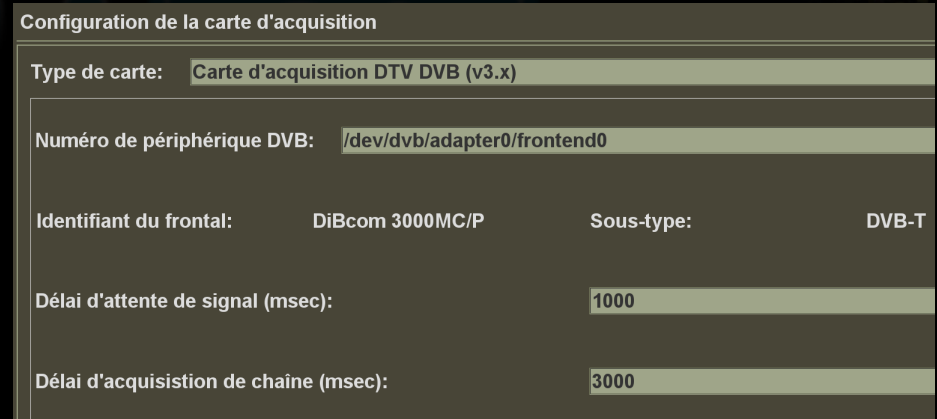 Configuration de la carte d'acquisition
Type de carte: Carte d'acquisition DTV DVB (v3.x)
Numéro de périphérique DVB: /dev/dvb/adapter0/frontend0
Identifiant du frontal: DiBcom 3000MC/P Sous-type: DVB-T
Délai d'attente de signal (msec): 1000
Délai d'acquisistion de chaîne (msec): 3000